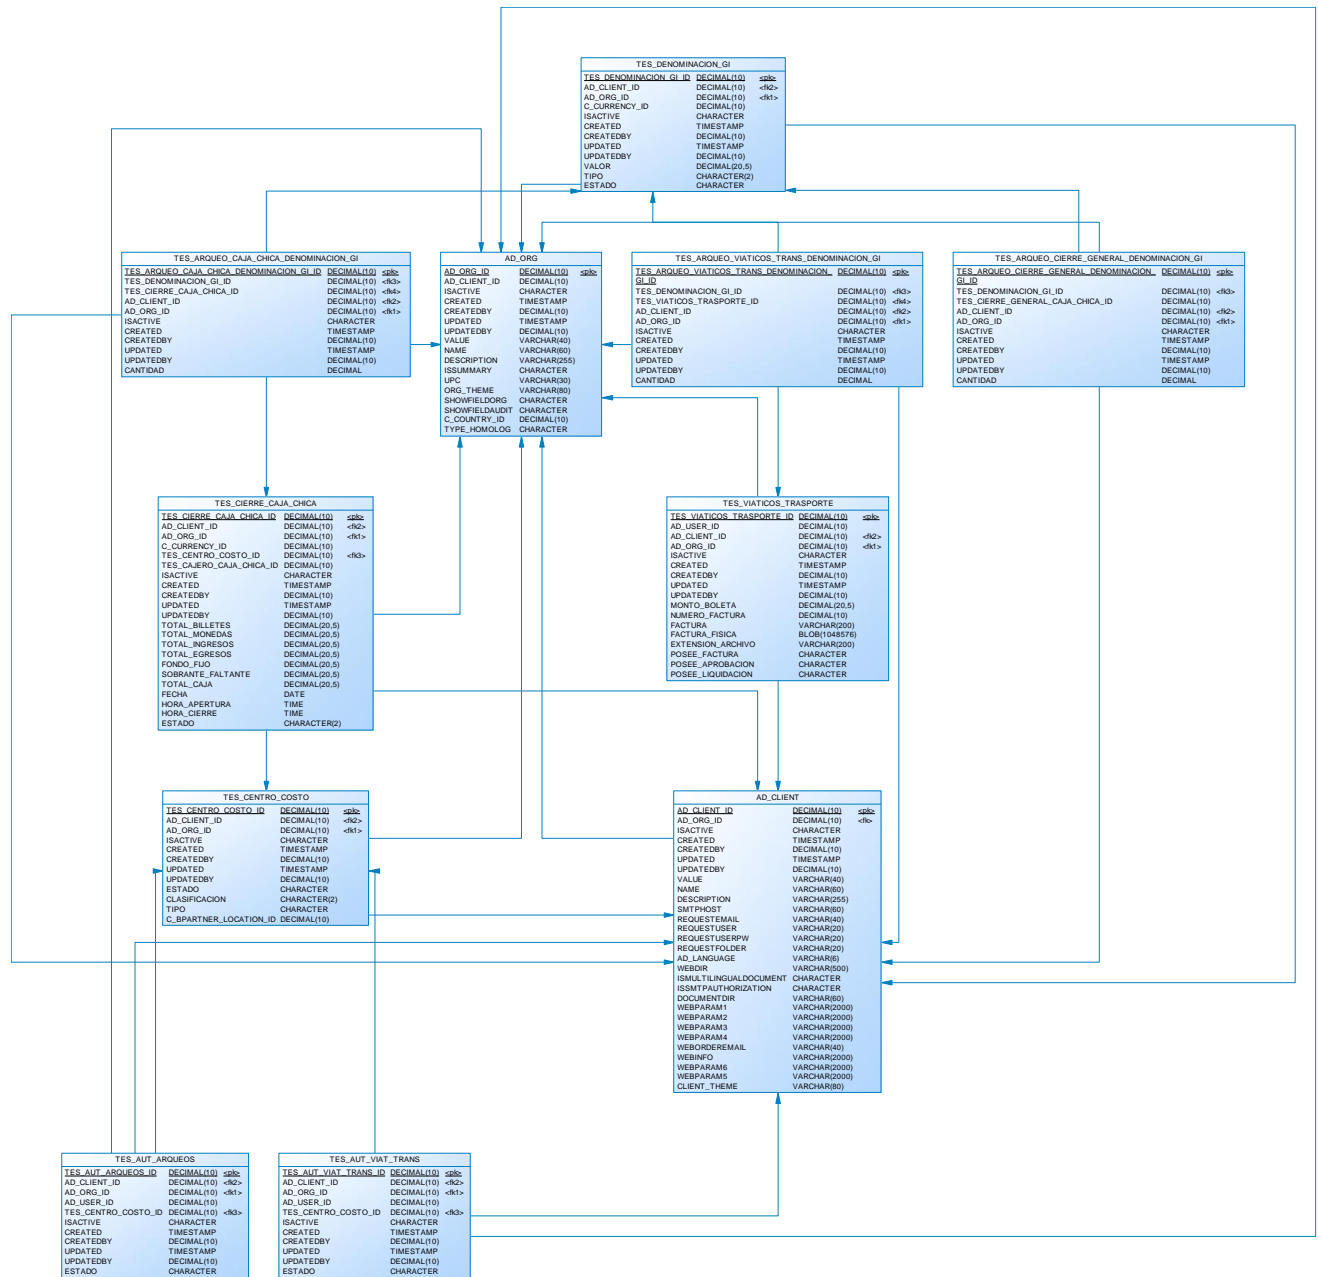 TES_DENOMINACION_GI
TES_DENOMINACION_GI_ID DECIMAL(10) <pk>
AD_CLIENT_ID DECIMAL(10) <fk2>
AD_ORG_ID DECIMAL(10) <fk1>
C_CURRENCY_ID DECIMAL(10)
ISACTIVE CHARACTER
CREATED TIMESTAMP
CREATEDBY DECIMAL(10)
UPDATED TIMESTAMP
UPDATEDBY DECIMAL(10)
VALOR DECIMAL(20,5)
TIPO CHARACTER(2)
ESTADO CHARACTER
TES_ARQUEO_CAJA_CHICA_DENOMINACION_GI
TES_ARQUEO_CAJA_CHICA_DENOMINACION_GI_ID DECIMAL(10) <pk>
TES_DENOMINACION_GI_ID DECIMAL(10) <fk3>
TES_CIERRE_CAJA_CHICA_ID DECIMAL(10) <fk4>
AD_CLIENT_ID DECIMAL(10) <fk2>
AD_ORG_ID DECIMAL(10) <fk1>
ISACTIVE CHARACTER
CREATED TIMESTAMP
CREATEDBY DECIMAL(10)
UPDATED TIMESTAMP
UPDATEDBY DECIMAL(10)
CANTIDAD DECIMAL
AD_ORG
AD_ORG_ID DECIMAL(10) <pk>
AD_CLIENT_ID DECIMAL(10)
ISACTIVE CHARACTER
CREATED TIMESTAMP
CREATEDBY DECIMAL(10)
UPDATED TIMESTAMP
UPDATEDBY DECIMAL(10)
VALUE VARCHAR(40)
NAME VARCHAR(60)
DESCRIPTION VARCHAR(255)
ISSUMMARY CHARACTER
UPC VARCHAR(30)
ORG_THEME VARCHAR(80)
SHOWFIELDORG CHARACTER
SHOWFIELDAUDIT CHARACTER
C_COUNTRY_ID DECIMAL(10)
TYPE_HOMOLOG CHARACTER
TES_ARQUEO_VIATICOS_TRANS_DENOMINACION_GI
TES_ARQUEO_VIATICOS_TRANS_DENOMINACION_ DECIMAL(10) <pk>
GI_ID
TES_DENOMINACION_GI_ID DECIMAL(10) <fk3>
TES_VIATICOS_TRASPORTE_ID DECIMAL(10) <fk4>
AD_CLIENT_ID DECIMAL(10) <fk2>
AD_ORG_ID DECIMAL(10) <fk1>
ISACTIVE CHARACTER
CREATED TIMESTAMP
CREATEDBY DECIMAL(10)
UPDATED TIMESTAMP
UPDATEDBY DECIMAL(10)
CANTIDAD DECIMAL
TES_ARQUEO_CIERRE_GENERAL_DENOMINACION_GI
TES_ARQUEO_CIERRE_GENERAL_DENOMINACION_ DECIMAL(10) <pk>
GI_ID
TES_DENOMINACION_GI_ID DECIMAL(10) <fk3>
TES_CIERRE_GENERAL_CAJA_CHICA_ID DECIMAL(10)
AD_CLIENT_ID DECIMAL(10) <fk2>
AD_ORG_ID DECIMAL(10) <fk1>
ISACTIVE CHARACTER
CREATED TIMESTAMP
CREATEDBY DECIMAL(10)
UPDATED TIMESTAMP
UPDATEDBY DECIMAL(10)
CANTIDAD DECIMAL
TES_CIERRE_CAJA_CHICA
TES_CIERRE_CAJA_CHICA_ID DECIMAL(10) <pk>
AD_CLIENT_ID DECIMAL(10) <fk2>
AD_ORG_ID DECIMAL(10) <fk1>
C_CURRENCY_ID DECIMAL(10)
TES_CENTRO_COSTO_ID DECIMAL(10) <fk3>
TES_CAJERO_CAJA_CHICA_ID DECIMAL(10)
ISACTIVE CHARACTER
CREATED TIMESTAMP
CREATEDBY DECIMAL(10)
UPDATED TIMESTAMP
UPDATEDBY DECIMAL(10)
TOTAL_BILLETES DECIMAL(20,5)
TOTAL_MONEDAS DECIMAL(20,5)
TOTAL_INGRESOS DECIMAL(20,5)
TOTAL_EGRESOS DECIMAL(20,5)
FONDO_FIJO DECIMAL(20,5)
SOBRANTE_FALTANTE DECIMAL(20,5)
TOTAL_CAJA DECIMAL(20,5)
FECHA DATE
HORA_APERTURA TIME
HORA_CIERRE TIME
ESTADO CHARACTER(2)
TES_VIATICOS_TRASPORTE
TES_VIATICOS_TRASPORTE_ID DECIMAL(10) <pk>
AD_USER_ID DECIMAL(10)
AD_CLIENT_ID DECIMAL(10) <fk2>
AD_ORG_ID DECIMAL(10) <fk1>
ISACTIVE CHARACTER
CREATED TIMESTAMP
CREATEDBY DECIMAL(10)
UPDATED TIMESTAMP
UPDATEDBY DECIMAL(10)
MONTO_BOLETA DECIMAL(20,5)
NUMERO_FACTURA DECIMAL(10)
FACTURA VARCHAR(200)
FACTURA_FISICA BLOB(1048576)
EXTENSION_ARCHIVO VARCHAR(200)
POSEE_FACTURA CHARACTER
POSEE_APROBACION CHARACTER
POSEE_LIQUIDACION CHARACTER
TES_CENTRO_COSTO
TES_CENTRO_COSTO_ID DECIMAL(10) <pk>
AD_CLIENT_ID DECIMAL(10) <fk2>
AD_ORG_ID DECIMAL(10) <fk1>
ISACTIVE CHARACTER
CREATED TIMESTAMP
CREATEDBY DECIMAL(10)
UPDATED TIMESTAMP
UPDATEDBY DECIMAL(10)
ESTADO CHARACTER
CLASIFICACION CHARACTER(2)
TIPO CHARACTER
C_BPARTNER_LOCATION_ID DECIMAL(10)
AD_CLIENT
AD_CLIENT_ID DECIMAL(10) <pk>
AD_ORG_ID DECIMAL(10) <fk>
ISACTIVE CHARACTER
CREATED TIMESTAMP
CREATEDBY DECIMAL(10)
UPDATED TIMESTAMP
UPDATEDBY DECIMAL(10)
VALUE VARCHAR(40)
NAME VARCHAR(60)
DESCRIPTION VARCHAR(255)
SMTPHOST VARCHAR(60)
REQUESTEMAIL VARCHAR(40)
REQUESTUSER VARCHAR(20)
REQUESTUSERPW VARCHAR(20)
REQUESTFOLDER VARCHAR(20)
AD_LANGUAGE VARCHAR(6)
WEBDIR VARCHAR(500)
ISMULTILINGUALDOCUMENT CHARACTER
ISSMTPAUTHORIZATION CHARACTER
DOCUMENTDIR VARCHAR(60)
WEBPARAM1 VARCHAR(2000)
WEBPARAM2 VARCHAR(2000)
WEBPARAM3 VARCHAR(2000)
WEBPARAM4 VARCHAR(2000)
WEBORDEREMAIL VARCHAR(40)
WEBINFO VARCHAR(2000)
WEBPARAM6 VARCHAR(2000)
WEBPARAM5 VARCHAR(2000)
CLIENT_THEME VARCHAR(80)
TES_AUT_ARQUEOS
TES_AUT_ARQUEOS_ID DECIMAL(10) <pk>
AD_CLIENT_ID DECIMAL(10) <fk2>
AD_ORG_ID DECIMAL(10) <fk1>
AD_USER_ID DECIMAL(10)
TES_CENTRO_COSTO_ID DECIMAL(10) <fk3>
ISACTIVE CHARACTER
CREATED TIMESTAMP
CREATEDBY DECIMAL(10)
UPDATED TIMESTAMP
UPDATEDBY DECIMAL(10)
ESTADO CHARACTER
TES_AUT_VIAT_TRANS
TES_AUT_VIAT_TRANS_ID DECIMAL(10) <pk>
AD_CLIENT_ID DECIMAL(10) <fk2>
AD_ORG_ID DECIMAL(10) <fk1>
AD_USER_ID DECIMAL(10)
TES_CENTRO_COSTO_ID DECIMAL(10) <fk3>
ISACTIVE CHARACTER
CREATED TIMESTAMP
CREATEDBY DECIMAL(10)
UPDATED TIMESTAMP
UPDATEDBY DECIMAL(10)
ESTADO CHARACTER